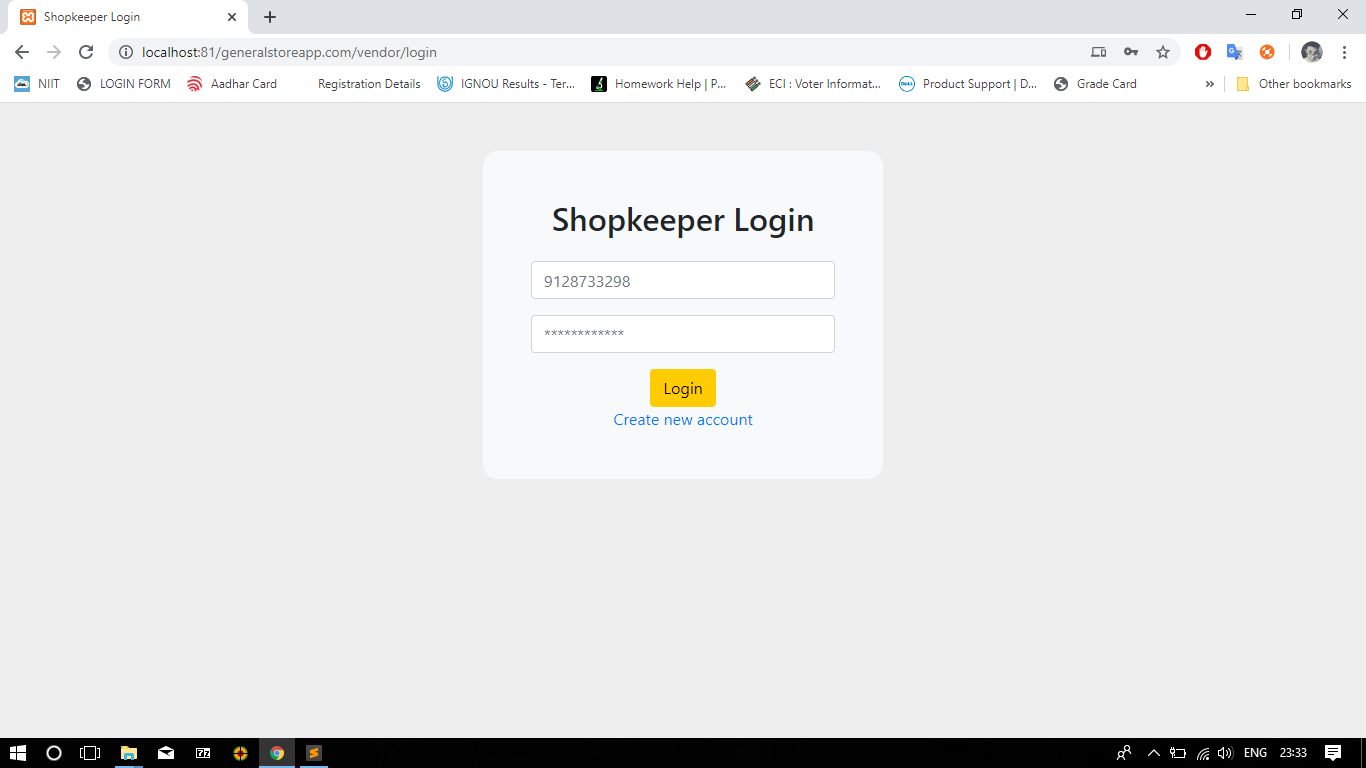 Shopkeeper Login
localhost:81/generalstoreapp.com/vendor/login
NIIT LOGIN FORM Aadhar Card Registration Details IGNOU Results - Ter... Homework Help | P... ECI : Voter Informat... Product Support | D... Grade Card » Other bookmarks
Shopkeeper Login
9128733298
************
Login
Create new account
7z ENG 23:33